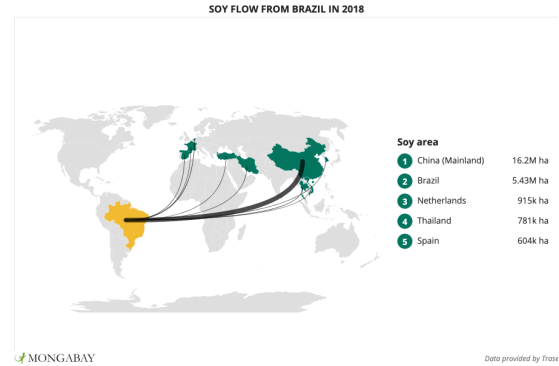 SOY FLOW FROM BRAZIL IN 2018
Soy area
1 China (Mainland) 16.2M ha
2 Brazil 5.43M ha
3 Netherlands 915k ha
4 Thailand 781k ha
5 Spain 604k ha
MONGABAY
Data provided by Trase